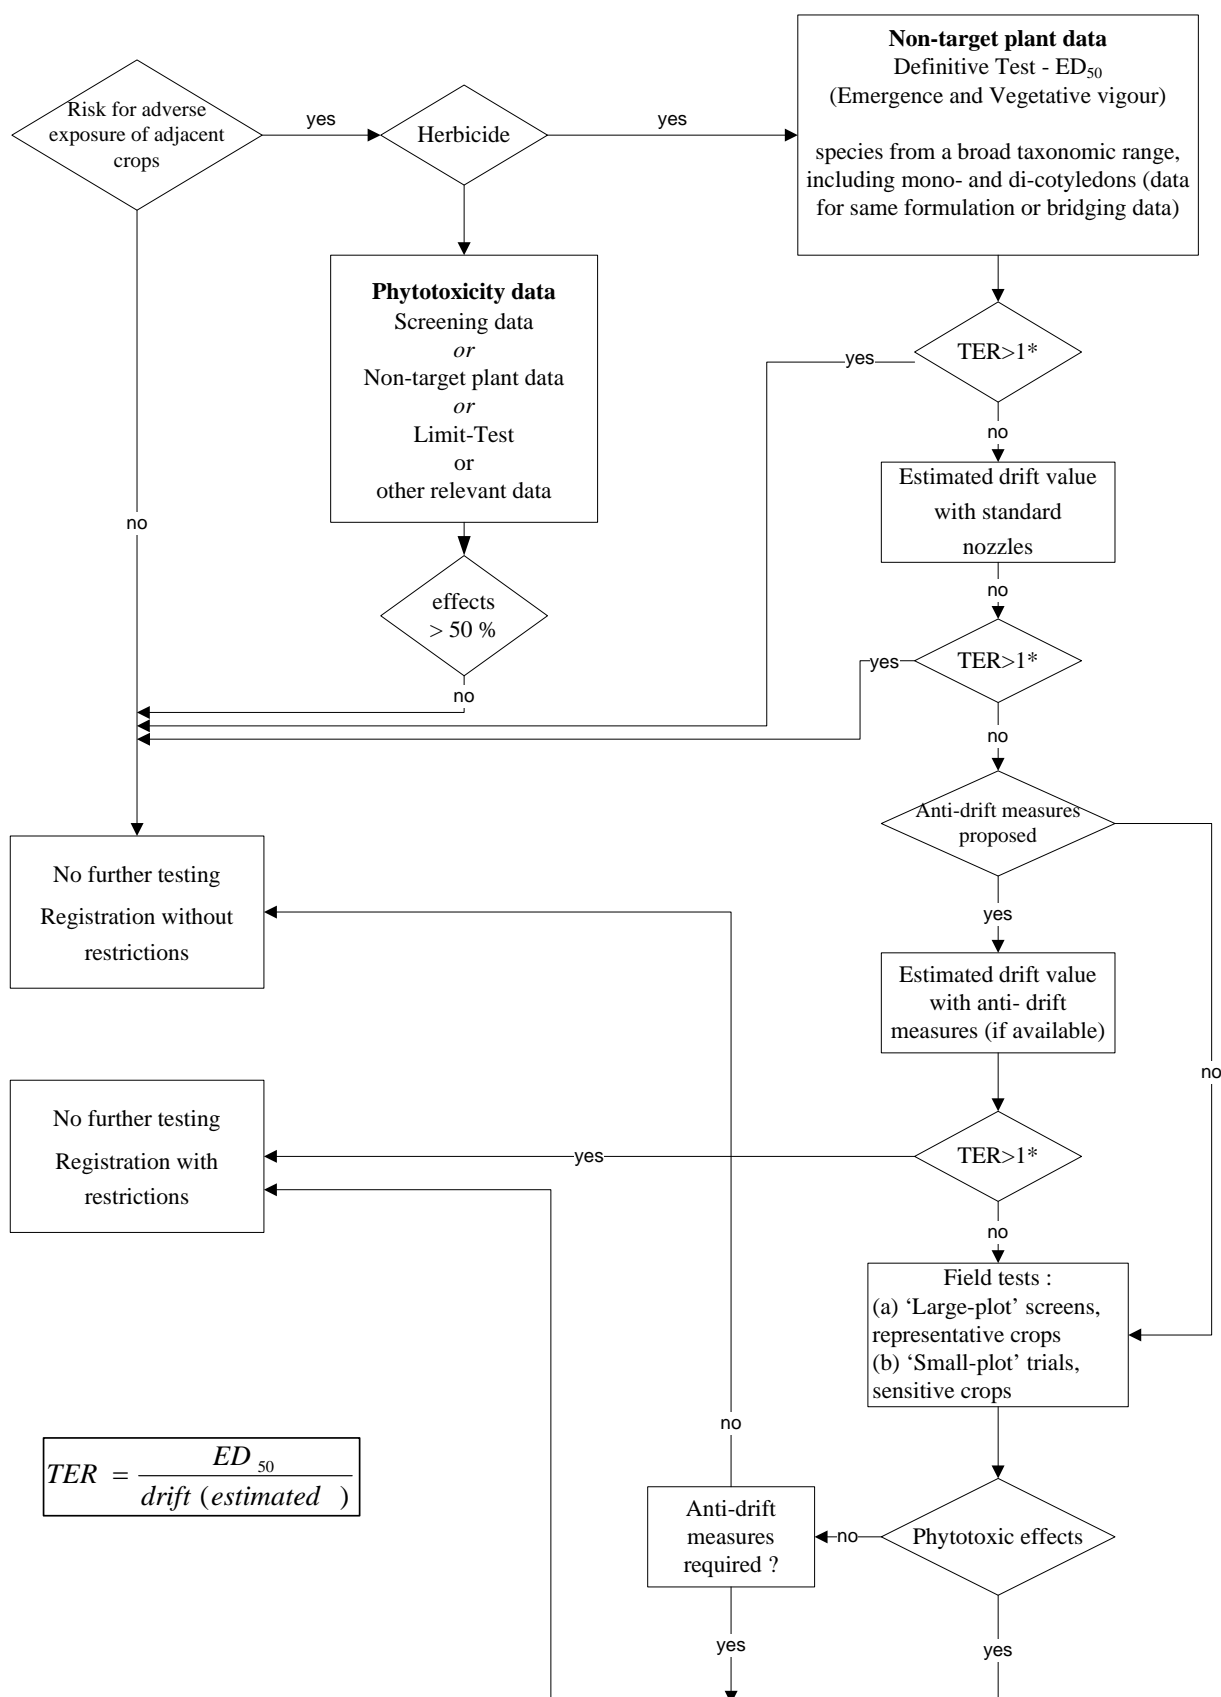 Risk for adverse
exposure of adjacent
crops
yes
Herbicide
yes
Non-target plant data
Definitive Test - ED50
(Emergence and Vegetative vigour)
species from a broad taxonomic range,
including mono- and di-cotyledons (data
for same formulation or bridging data)
Phytotoxicity data
Screening data
or
Non-target plant data
or
Limit-Test
or
other relevant data
TER>1*
yes
no
Estimated drift value
with standard
nozzles
no
no
effects
> 50 %
no
TER>1*
yes
no
Anti-drift measures
proposed
no
yes
No further testing
Registration without
restrictions
Estimated drift value
with anti- drift
measures (if available)
No further testing
Registration with
restrictions
yes
TER>1*
no
Field tests :
(a) ‘Large-plot’ screens,
representative crops
(b) ‘Small-plot’ trials,
sensitive crops
no
TER = ED 50
drift (estimated )
Anti-drift
measures
required ?
no
Phytotoxic effects
yes
yes